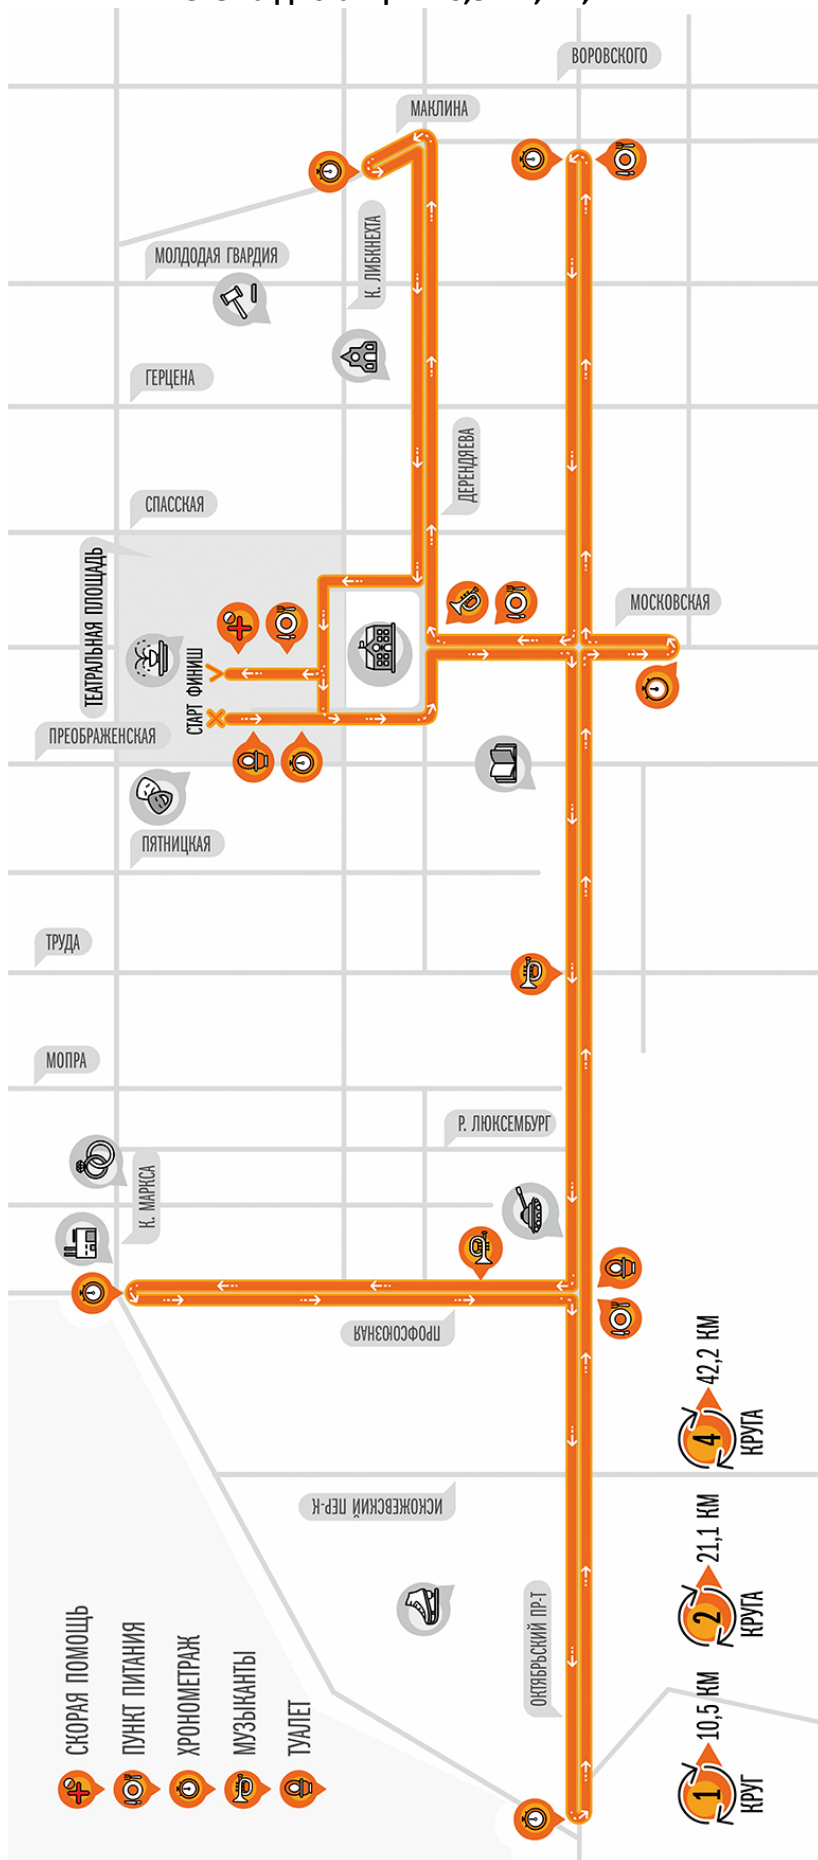 ВОРОВСКОГО
МАКЛИНА
К. ЛИБКНЕХТА
МОЛДОДАЯ ГВАРДИЯ
ГЕРЦЕНА
ДЕРЕНДЯЕВА
СПАССКАЯ
ТЕАТРАЛЬНАЯ ПЛОЩАДЬ
МОСКОВСКАЯ
СТАРТ
ФИНИШ
ПРЕОБРАЖЕНСКАЯ
ПЯТНИЦКАЯ
ТРУДА
МОПРА
Р. ЛЮКСЕМБУРГ
К. МАРКСА
ПРОФСОЮЗНАЯ
ИСКОЖЕВСКИЙ ПЕР-К
ОКТЯБРЬСКИЙ ПР-Т
СКОРАЯ ПОМОЩЬ
ПУНКТ ПИТАНИЯ
ХРОНОМЕТРАЖ
МУЗЫКАНТЫ
ТУАЛЕТ
1 КРУГ 10,5 КМ
2 КРУГА 21,1 КМ
4 КРУГА 42,2 КМ